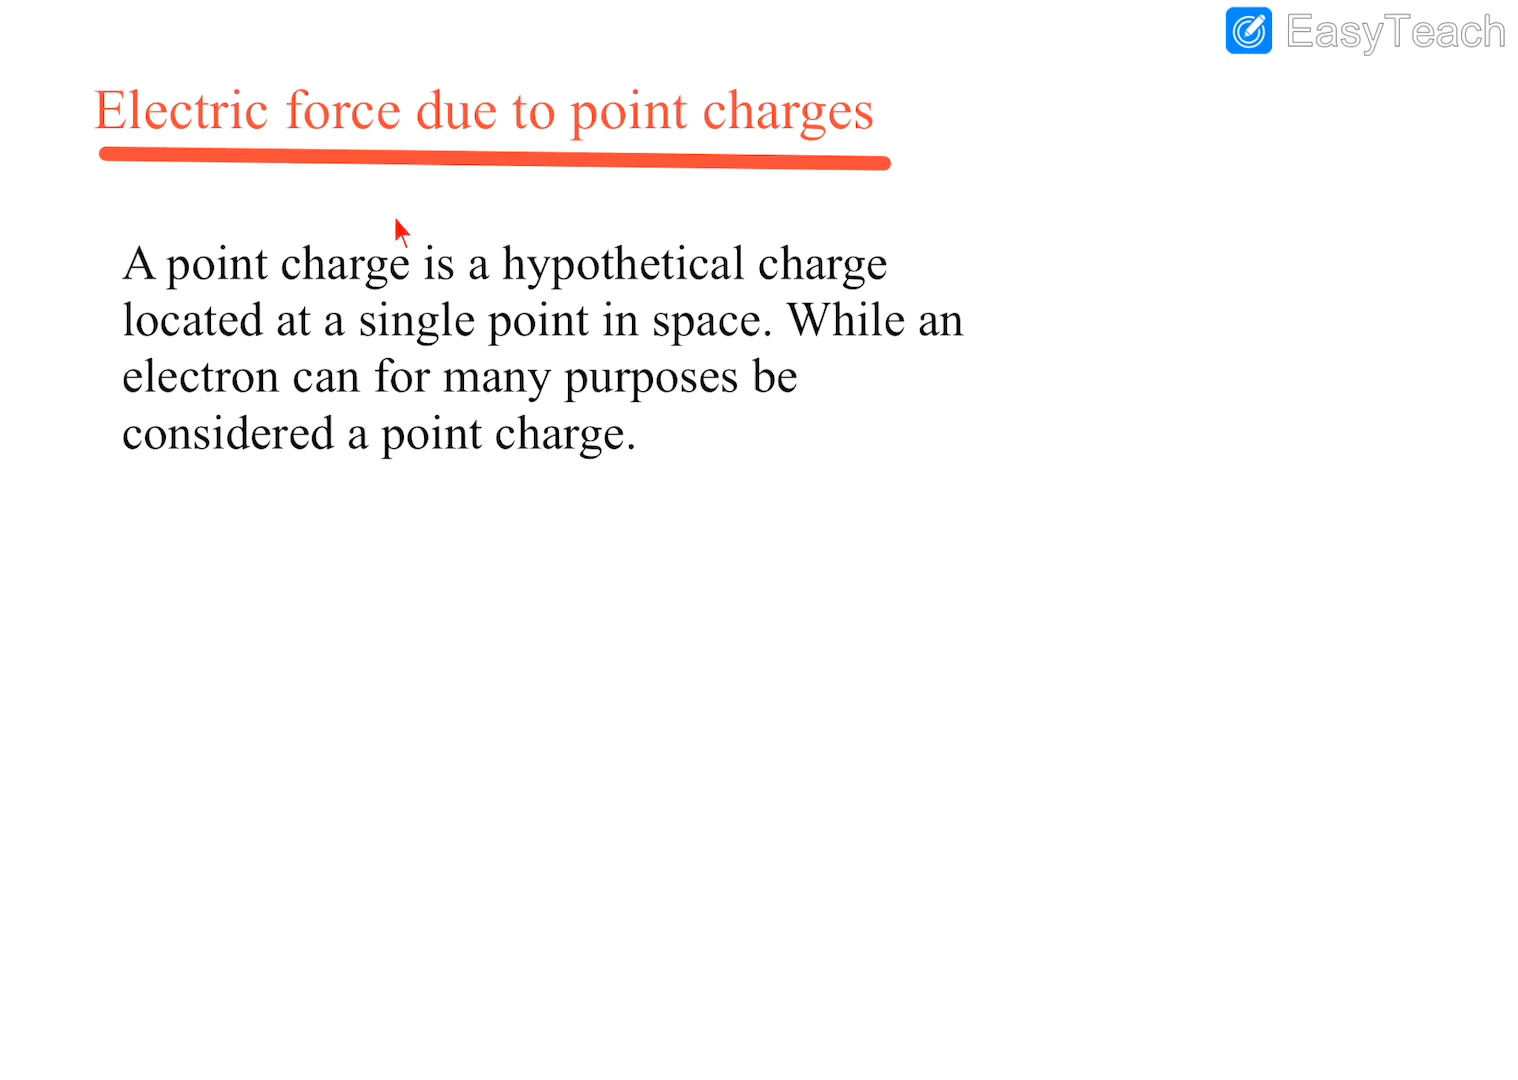 EasyTeach
Electric force due to point charges
A point charge is a hypothetical charge
located at a single point in space. While an
electron can for many purposes be
considered a point charge.